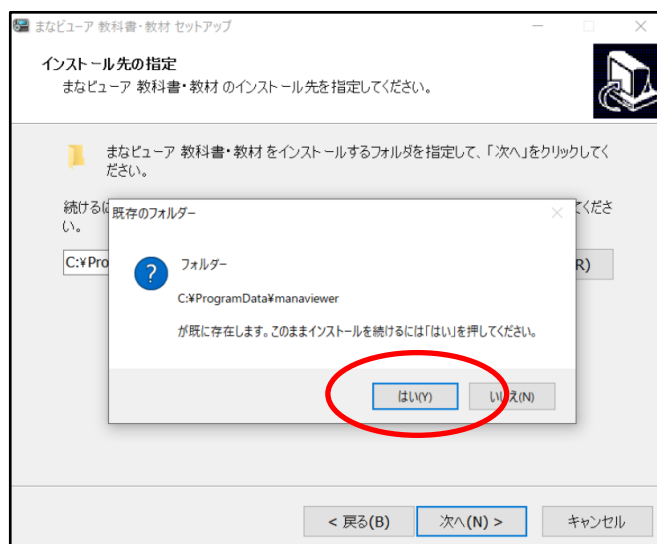 まなビューア 教科書・教材 セットアップ
インストール先の指定
まなビューア 教科書・教材 のインストール先を指定してください。
まなビューア 教科書・教材 をインストールするフォルダを指定して、「次へ」をクリックしてく
ださい。
続けるに
てくださ
い。
既存のフォルダー
C:¥Pro
R)
フォルダー
C:¥ProgramData¥manaviewer
が既に存在します。このままインストールを続けるには「はい」を押してください。
はい(Y)
いいえ(N)
< 戻る(B)
次へ(N) >
キャンセル